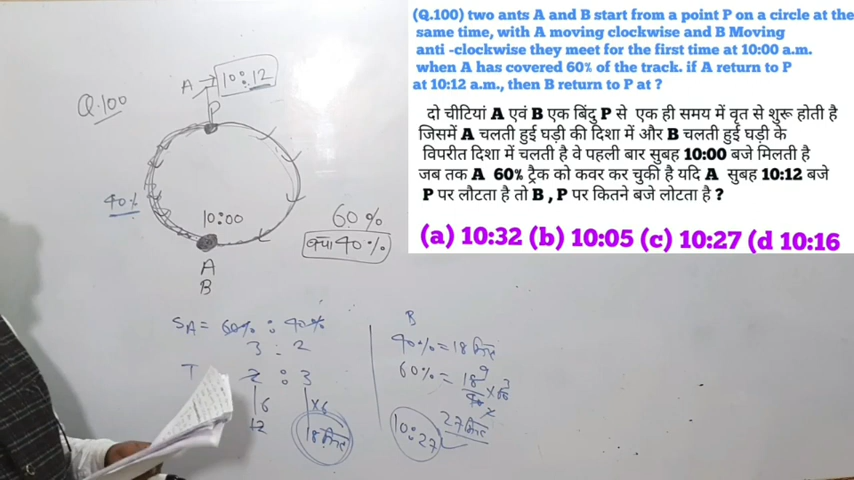 (Q.100) two ants A and B start from a point P on a circle at the
same time, with A moving clockwise and B Moving
anti -clockwise they meet for the first time at 10:00 a.m.
when A has covered 60% of the track. if A return to P
at 10:12 a.m., then B return to P at ?
दो चीटियां A एवं B एक बिंदु P से एक ही समय में वृत से शुरू होती है
जिसमें A चलती हुई घड़ी की दिशा में और B चलती हुई घड़ी के
विपरीत दिशा में चलती है वे पहली बार सुबह 10:00 बजे मिलती है
जब तक A 60% ट्रैक को कवर कर चुकी है यदि A सुबह 10:12 बजे
P पर लौटता है तो B , P पर कितने बजे लोटता है ?
(a) 10:32 (b) 10:05 (c) 10:27 (d 10:16
Q.100
A → 10:12
P
40%
10:00
60%
बचा 40%
A
B
SA = 60% : 40%
3 : 2
T
2 : 3
6 ×6
12 18 मिनट
B
40% = 18 मिनट
60% =
27 मिनट
10:27